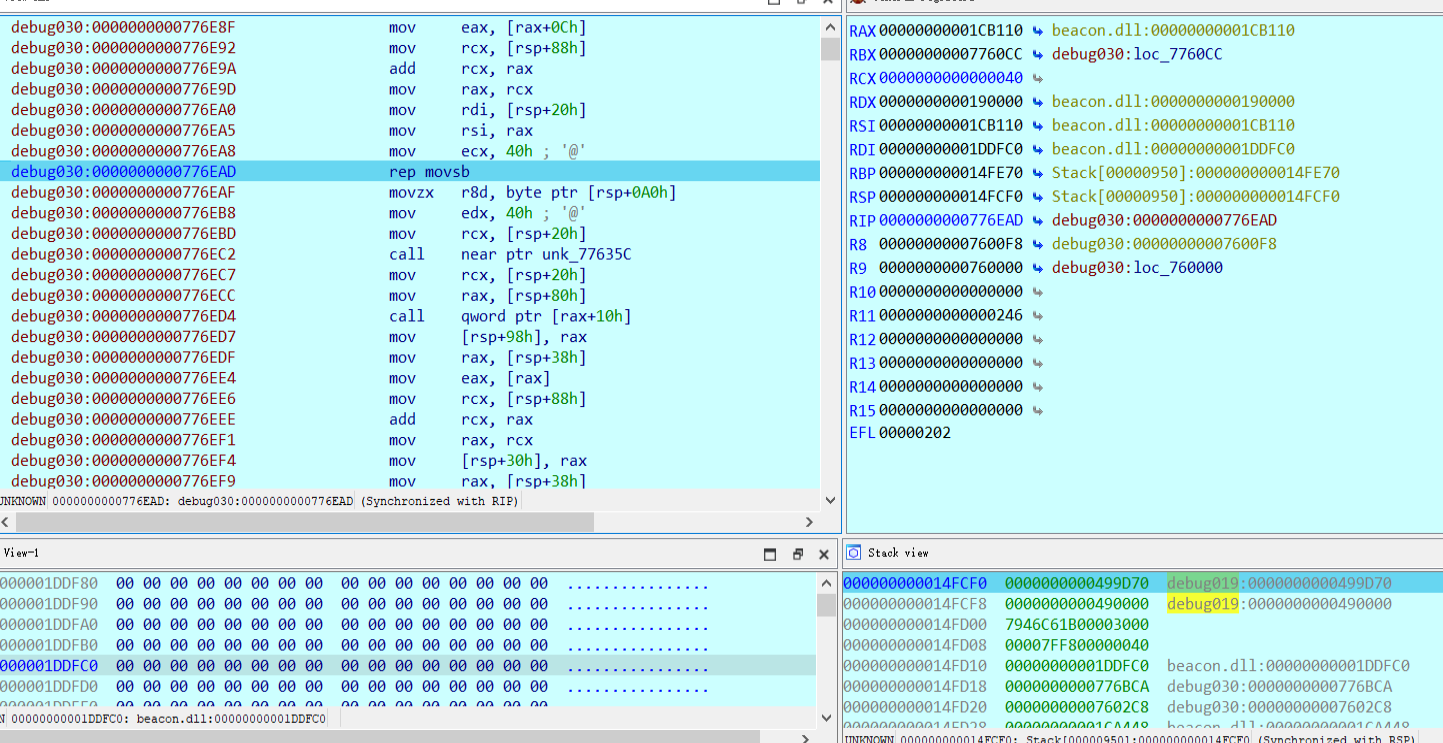 debug030:0000000000776E8F mov eax, [rax+0Ch]
debug030:0000000000776E92 mov rcx, [rsp+88h]
debug030:0000000000776E9A add rcx, rax
debug030:0000000000776E9D mov rax, rcx
debug030:0000000000776EA0 mov rdi, [rsp+20h]
debug030:0000000000776EA5 mov rsi, rax
debug030:0000000000776EA8 mov ecx, 40h ; '@'
debug030:0000000000776EAD rep movsb
debug030:0000000000776EAF movzx r8d, byte ptr [rsp+0A0h]
debug030:0000000000776EB8 mov edx, 40h ; '@'
debug030:0000000000776EBD mov rcx, [rsp+20h]
debug030:0000000000776EC2 call near ptr unk_77635C
debug030:0000000000776EC7 mov rcx, [rsp+20h]
debug030:0000000000776ECC mov rax, [rsp+80h]
debug030:0000000000776ED4 call qword ptr [rax+10h]
debug030:0000000000776ED7 mov [rsp+98h], rax
debug030:0000000000776EDF mov rax, [rsp+38h]
debug030:0000000000776EE4 mov eax, [rax]
debug030:0000000000776EE6 mov rcx, [rsp+88h]
debug030:0000000000776EEE add rcx, rax
debug030:0000000000776EF1 mov rax, rcx
debug030:0000000000776EF4 mov [rsp+30h], rax
debug030:0000000000776EF9 mov rax, [rsp+38h]
UNKNOWN 0000000000776EAD: debug030:0000000000776EAD (Synchronized with RIP)
RAX 00000000001CB110 beacon.dll:00000000001CB110
RBX 00000000007760CC debug030:loc_7760CC
RCX 0000000000000040
RDX 0000000000190000 beacon.dll:0000000000190000
RSI 00000000001CB110 beacon.dll:00000000001CB110
RDI 00000000001DDFC0 beacon.dll:00000000001DDFC0
RBP 000000000014FE70 Stack[00000950]:000000000014FE70
RSP 000000000014FCF0 Stack[00000950]:000000000014FCF0
RIP 0000000000776EAD debug030:0000000000776EAD
R8 00000000007600F8 debug030:00000000007600F8
R9 0000000000760000 debug030:loc_760000
R10 0000000000000000
R11 0000000000000246
R12 0000000000000000
R13 0000000000000000
R14 0000000000000000
R15 0000000000000000
EFL 00000202
View-1
000001DDF80 00 00 00 00 00 00 00 00 00 00 00 00 00 00 00 00 ................
000001DDF90 00 00 00 00 00 00 00 00 00 00 00 00 00 00 00 00 ................
000001DDFA0 00 00 00 00 00 00 00 00 00 00 00 00 00 00 00 00 ................
000001DDFB0 00 00 00 00 00 00 00 00 00 00 00 00 00 00 00 00 ................
000001DDFC0 00 00 00 00 00 00 00 00 00 00 00 00 00 00 00 00 ................
000001DDFD0 00 00 00 00 00 00 00 00 00 00 00 00 00 00 00 00 ................
N 00000000001DDFC0: beacon.dll:00000000001DDFC0
Stack view
000000000014FCF0 0000000000499D70 debug019:0000000000499D70
000000000014FCF8 0000000000490000 debug019:0000000000490000
000000000014FD00 7946C61B00003000
000000000014FD08 00007FF800000040
000000000014FD10 00000000001DDFC0 beacon.dll:00000000001DDFC0
000000000014FD18 0000000000776BCA debug030:0000000000776BCA
000000000014FD20 00000000007602C8 debug030:00000000007602C8
000000000014FD28 00000000001CA448 beacon.dll:00000000001CA448
UNKNOWN 000000000014FCF0: Stack[00000950]:000000000014FCF0 (Synchronized with RSP)